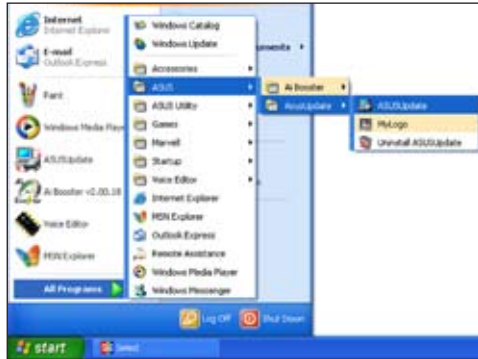 Internet
Internet Explorer
E-mail
Outlook Express
Paint
Windows Media Player
ASUSUpdate
Ai Booster v2.00.18
Voice Editor
MSN Explorer
All Programs
Windows Catalog
Windows Update
Accessories
ASUS
ASUS Utility
Games
Marvell
Startup
Voice Editor
Internet Explorer
MSN Explorer
Outlook Express
Remote Assistance
Windows Media Player
Windows Messenger
Ai Booster
AsusUpdate
ASUSUpdate
MyLogo
Uninstall ASUSUpdate
Log Off
Shut Down
start